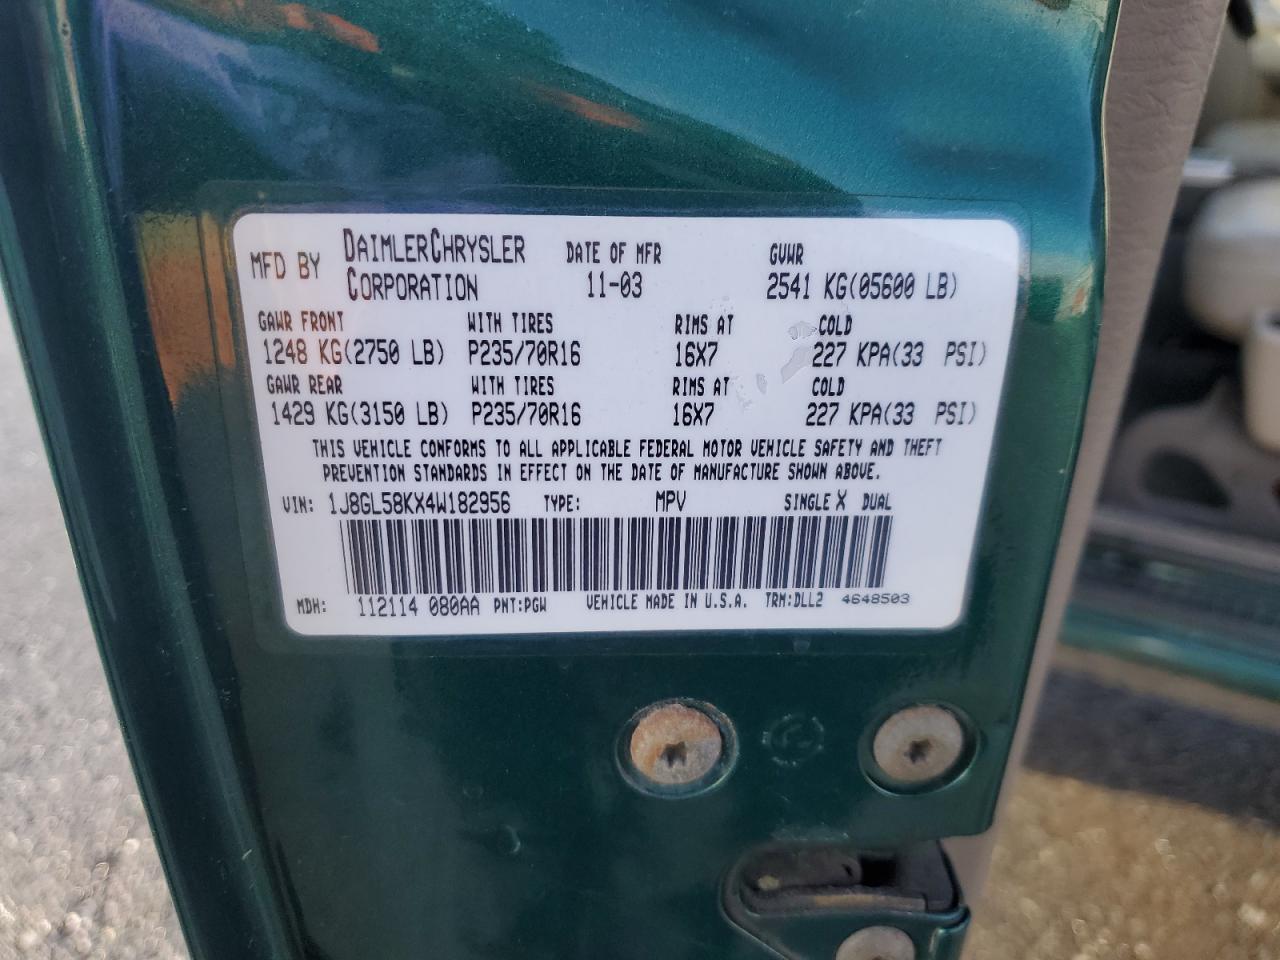 MFD BY DAIMLERCHRYSLER CORPORATION DATE OF MFR 11-03 GVWR 2541 KG(05600 LB)
GAWR FRONT WITH TIRES RIMS AT COLD
1248 KG(2750 LB) P235/70R16 16X7 227 KPA(33 PSI)
GAWR REAR WITH TIRES RIMS AT COLD
1429 KG(3150 LB) P235/70R16 16X7 227 KPA(33 PSI)
THIS VEHICLE CONFORMS TO ALL APPLICABLE FEDERAL MOTOR VEHICLE SAFETY AND THEFT
PREVENTION STANDARDS IN EFFECT ON THE DATE OF MANUFACTURE SHOWN ABOVE.
VIN: 1J8GL58KX4W182956 TYPE: MPV SINGLE X DUAL
MDH: 112114 080AA PNT:PGW VEHICLE MADE IN U.S.A. TRM:DLL2 4648503